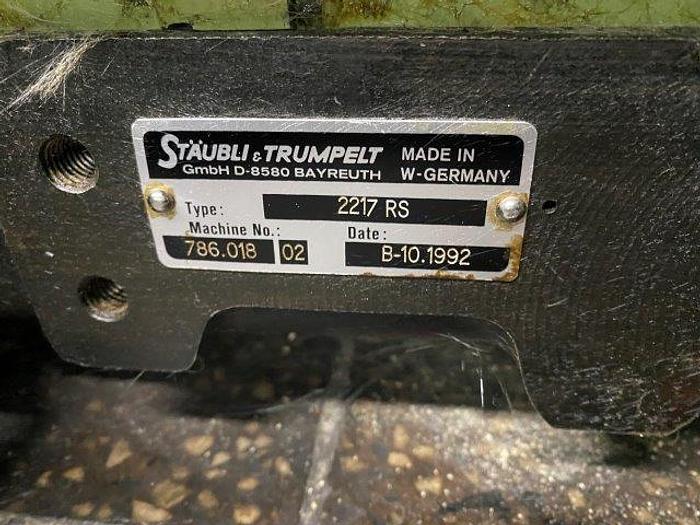 STÄUBLI & TRUMPELT MADE IN
GmbH D-8580 BAYREUTH W-GERMANY
Type: 2217 RS
Machine No.: Date:
786.018 02 B-10.1992